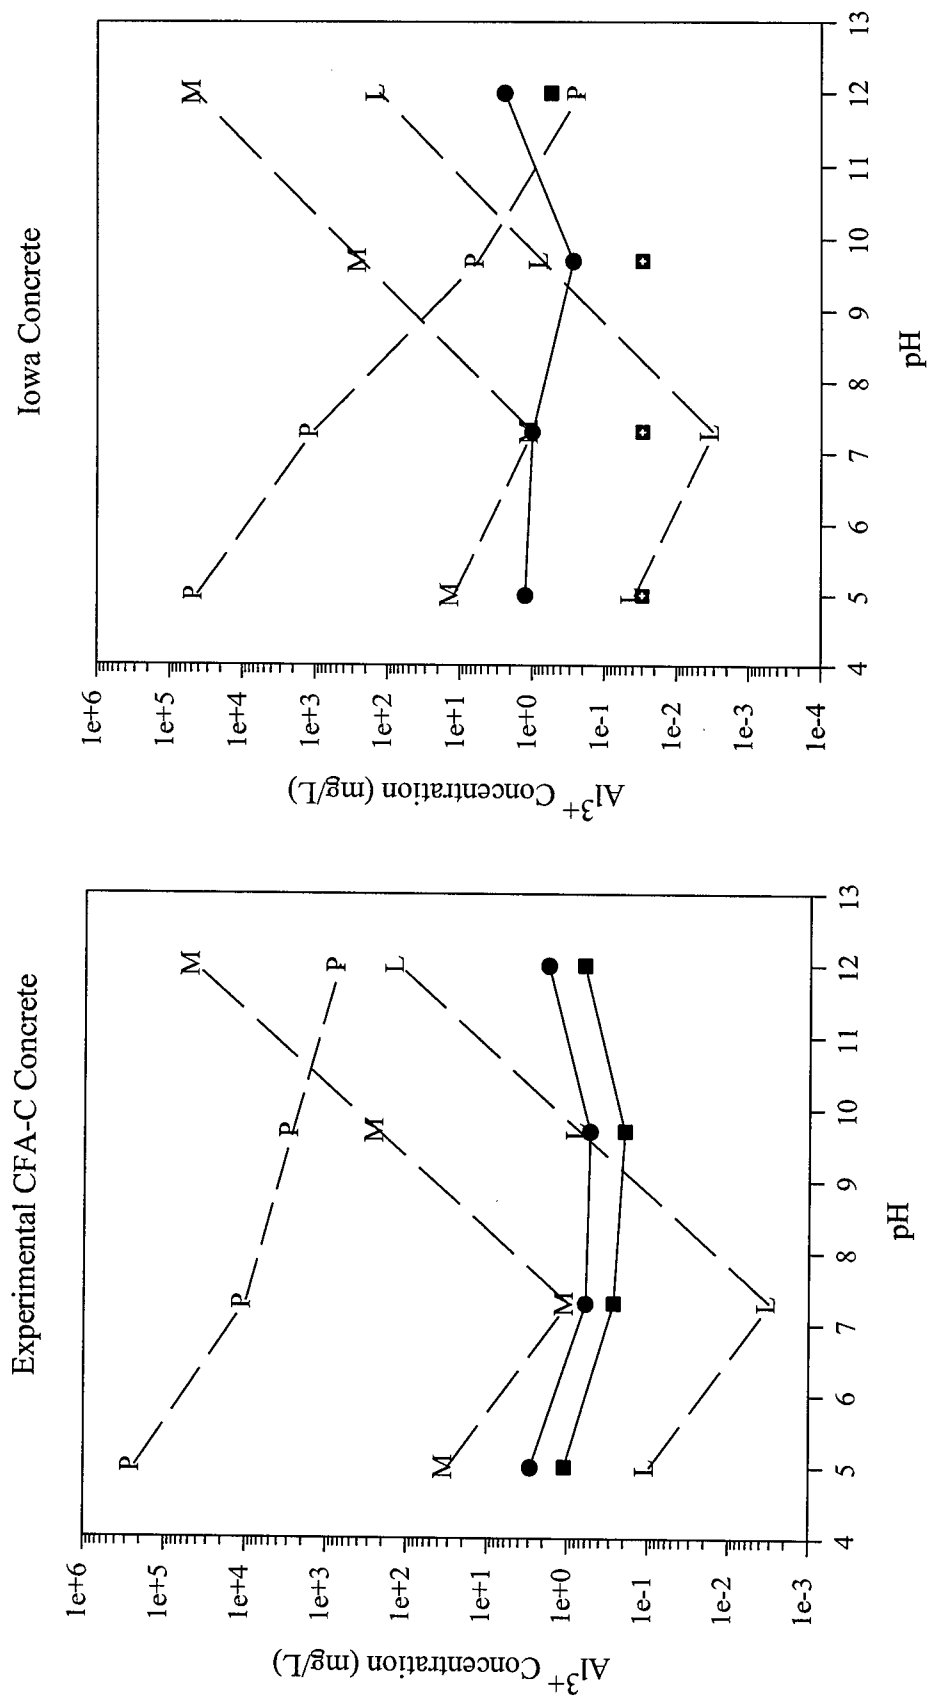 Experimental CFA-C Concrete
Al3+ Concentration (mg/L)
1e+6
1e+5
1e+4
1e+3
1e+2
1e+1
1e+0
1e-1
1e-2
1e-3
P
P
P
P
M
M
M
M
L
L
L
L
4 5 6 7 8 9 10 11 12 13
pH
Iowa Concrete
Al3+ Concentration (mg/L)
1e+6
1e+5
1e+4
1e+3
1e+2
1e+1
1e+0
1e-1
1e-2
1e-3
1e-4
P
P
P
P
M
M
M
L
L
L
L
4 5 6 7 8 9 10 11 12 13
pH